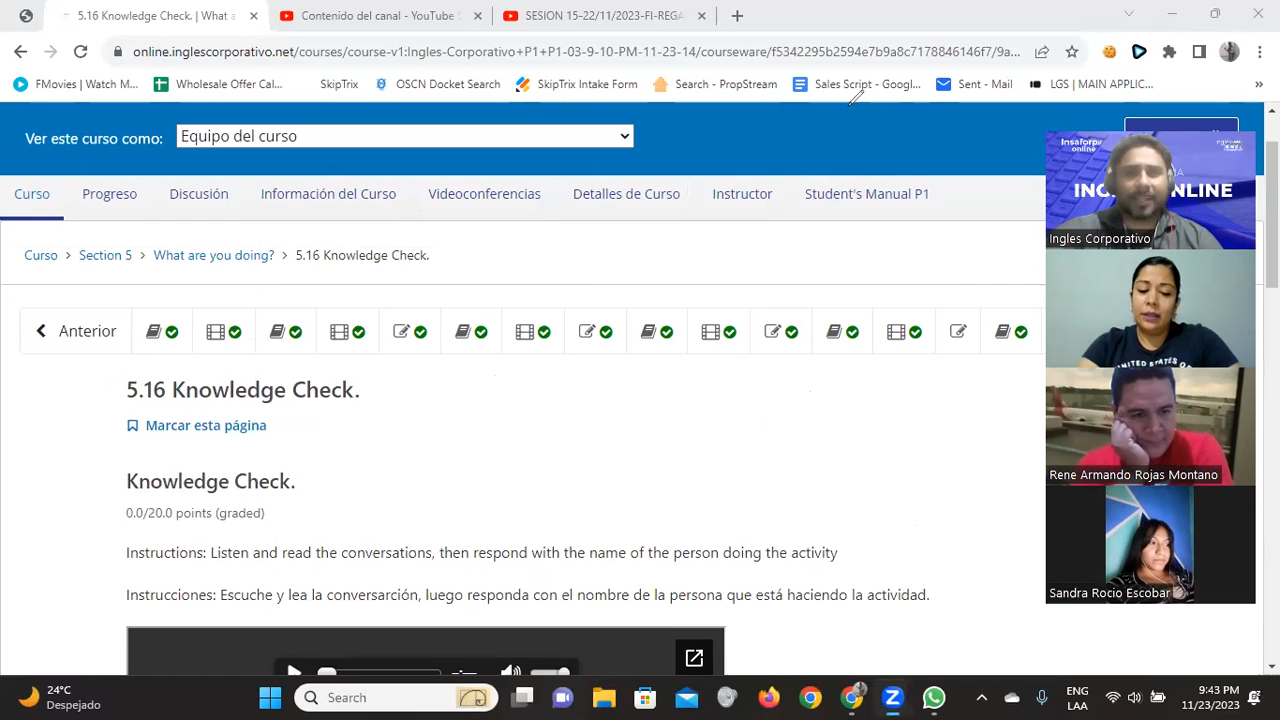 5.16 Knowledge Check. | What a
Contenido del canal - YouTube S
SESION 15-22/11/2023-FI-REGA
online.inglescorporativo.net/courses/course-v1:Ingles-Corporativo+P1+P1-03-9-10-PM-11-23-14/courseware/f5342295b2594e7b9a8c7178846146f7/9a...
FMovies | Watch M...
Wholesale Offer Cal...
SkipTrix
OSCN Docket Search
SkipTrix Intake Form
Search - PropStream
Sales Script - Googl...
Sent - Mail
LGS | MAIN APPLIC...
Ver este curso como:
Equipo del curso
Curso
Progreso
Discusión
Información del Curso
Videoconferencias
Detalles de Curso
Instructor
Student's Manual P1
Curso > Section 5 > What are you doing? > 5.16 Knowledge Check.
Anterior
5.16 Knowledge Check.
Marcar esta página
Knowledge Check.
0.0/20.0 points (graded)
Instructions: Listen and read the conversations, then respond with the name of the person doing the activity
Instrucciones: Escuche y lea la conversarción, luego responda con el nombre de la persona que está haciendo la actividad.
online
ONLINE
Ingles Corporativo
UNITED STATES OF
Rene Armando Rojas Montano
Sandra Rocio Escobar
24°C
Despejado
Search
ENG
LAA
9:43 PM
11/23/2023